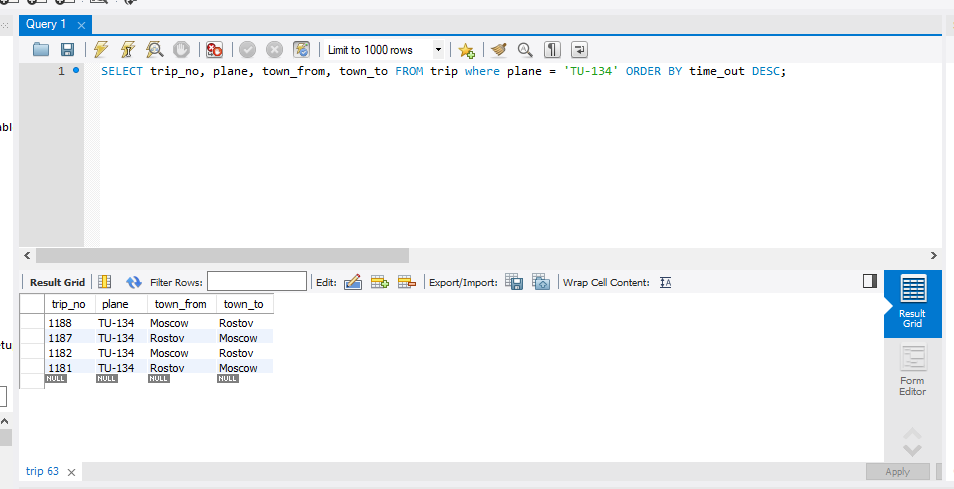 Query 1
Limit to 1000 rows
1 SELECT trip_no, plane, town_from, town_to FROM trip where plane = 'TU-134' ORDER BY time_out DESC;
abl
etu
Result Grid Filter Rows: Edit: Export/Import: Wrap Cell Content: IA
trip_no plane town_from town_to
1188 TU-134 Moscow Rostov
1187 TU-134 Rostov Moscow
1182 TU-134 Moscow Rostov
1181 TU-134 Rostov Moscow
NULL NULL NULL NULL
Result
Grid
Form
Editor
trip 63
Apply